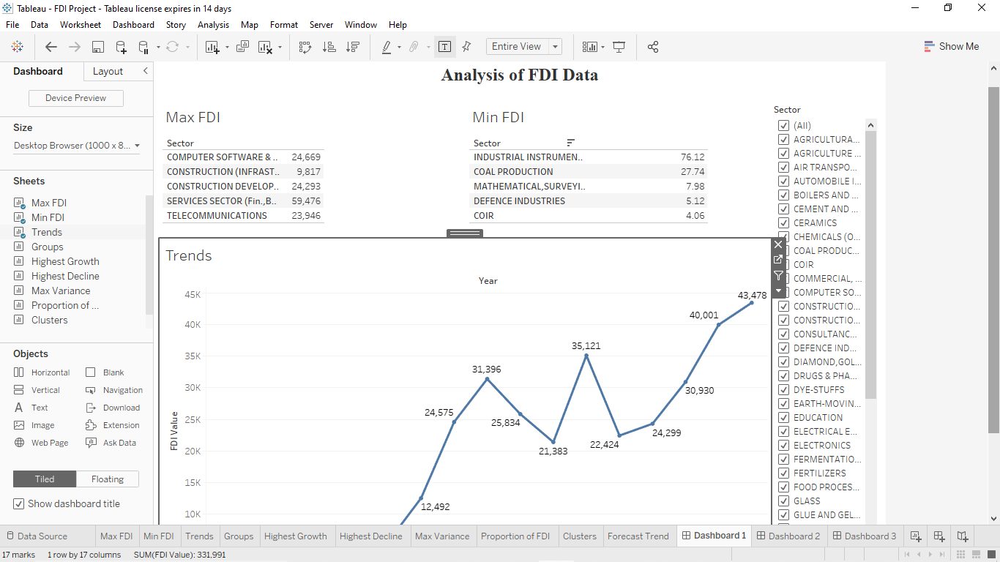 Tableau - FDI Project - Tableau license expires in 14 days
File Data Worksheet Dashboard Story Analysis Map Format Server Window Help
Entire View
Show Me
Dashboard Layout
Device Preview
Size
Desktop Browser (1000 x 8...
Sheets
Max FDI
Min FDI
Trends
Groups
Highest Growth
Highest Decline
Max Variance
Proportion of ...
Clusters
Objects
Horizontal Blank
Vertical Navigation
Text Download
Image Extension
Web Page Ask Data
Tiled Floating
Show dashboard title
Analysis of FDI Data
Max FDI
Sector
COMPUTER SOFTWARE & .. 24,669
CONSTRUCTION (INFRAST.. 9,817
CONSTRUCTION DEVELOP.. 24,293
SERVICES SECTOR (Fin.,B.. 59,476
TELECOMMUNICATIONS 23,946
Min FDI
Sector
INDUSTRIAL INSTRUMEN.. 76.12
COAL PRODUCTION 27.74
MATHEMATICAL,SURVEYI.. 7.98
DEFENCE INDUSTRIES 5.12
COIR 4.06
Trends
Year
FDI Value
45K
40K
35K
30K
25K
20K
15K
10K
12,492
24,575
31,396
25,834
21,383
35,121
22,424
24,299
30,930
40,001
43,478
Sector
(All)
AGRICULTURA...
AGRICULTURE ...
AIR TRANSPO...
AUTOMOBILE I...
BOILERS AND ...
CEMENT AND ...
CERAMICS
CHEMICALS (O...
COAL PRODUC...
COIR
COMMERCIAL, ...
COMPUTER SO...
CONSTRUCTIO...
CONSTRUCTIO...
CONSULTANC...
DEFENCE IND...
DIAMOND,GOL...
DRUGS & PHA...
DYE-STUFFS
EARTH-MOVIN...
EDUCATION
ELECTRICAL E...
ELECTRONICS
FERMENTATIO...
FERTILIZERS
FOOD PROCES...
GLASS
GLUE AND GEL...
Data Source Max FDI Min FDI Trends Groups Highest Growth Highest Decline Max Variance Proportion of FDI Clusters Forecast Trend Dashboard 1 Dashboard 2 Dashboard 3
17 marks 1 row by 17 columns SUM(FDI Value): 331,991